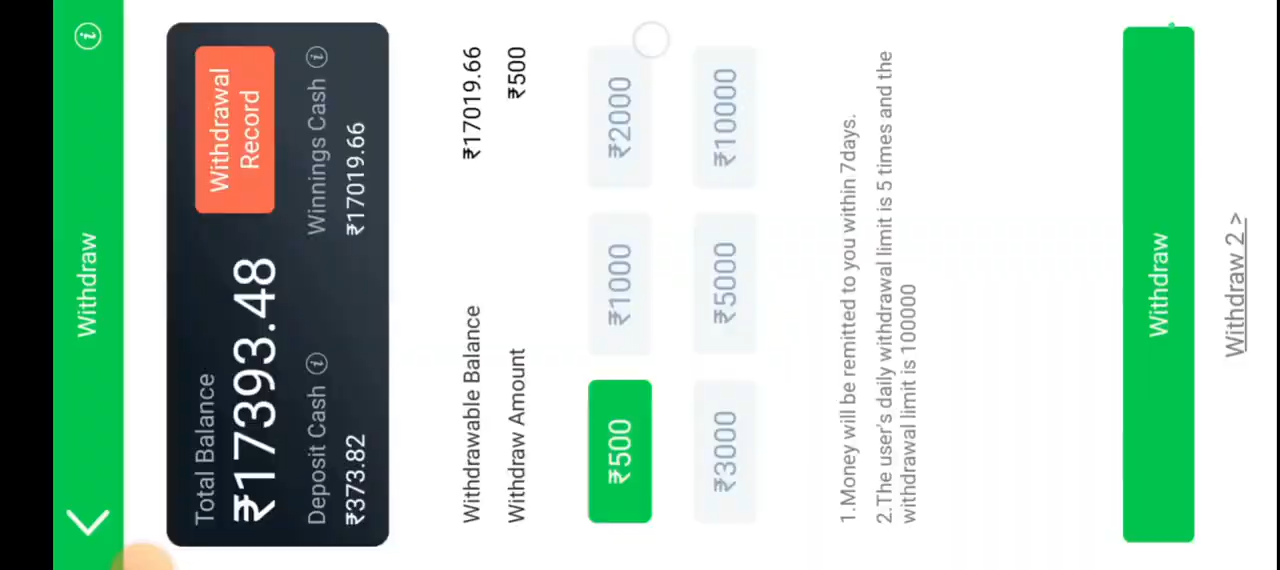 Withdraw
Total Balance
₹17393.48
Withdrawal
Record
Deposit Cash
Winnings Cash
₹373.82
₹17019.66
Withdrawable Balance
₹17019.66
Withdraw Amount
₹500
₹500
₹1000
₹2000
₹3000
₹5000
₹10000
1.Money will be remitted to you within 7days.
2.The user's daily withdrawal limit is 5 times and the
withdrawal limit is 100000
Withdraw
Withdraw 2 >